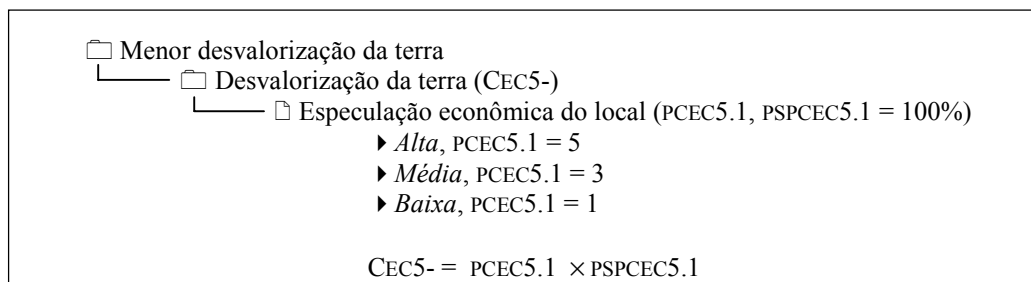 Menor desvalorização da terra
Desvalorização da terra (CEC5-)
Especulação econômica do local (PCEC5.1, PSPCEC5.1 = 100%)
Alta, PCEC5.1 = 5
Média, PCEC5.1 = 3
Baixa, PCEC5.1 = 1
CEC5- = PCEC5.1 × PSPCEC5.1